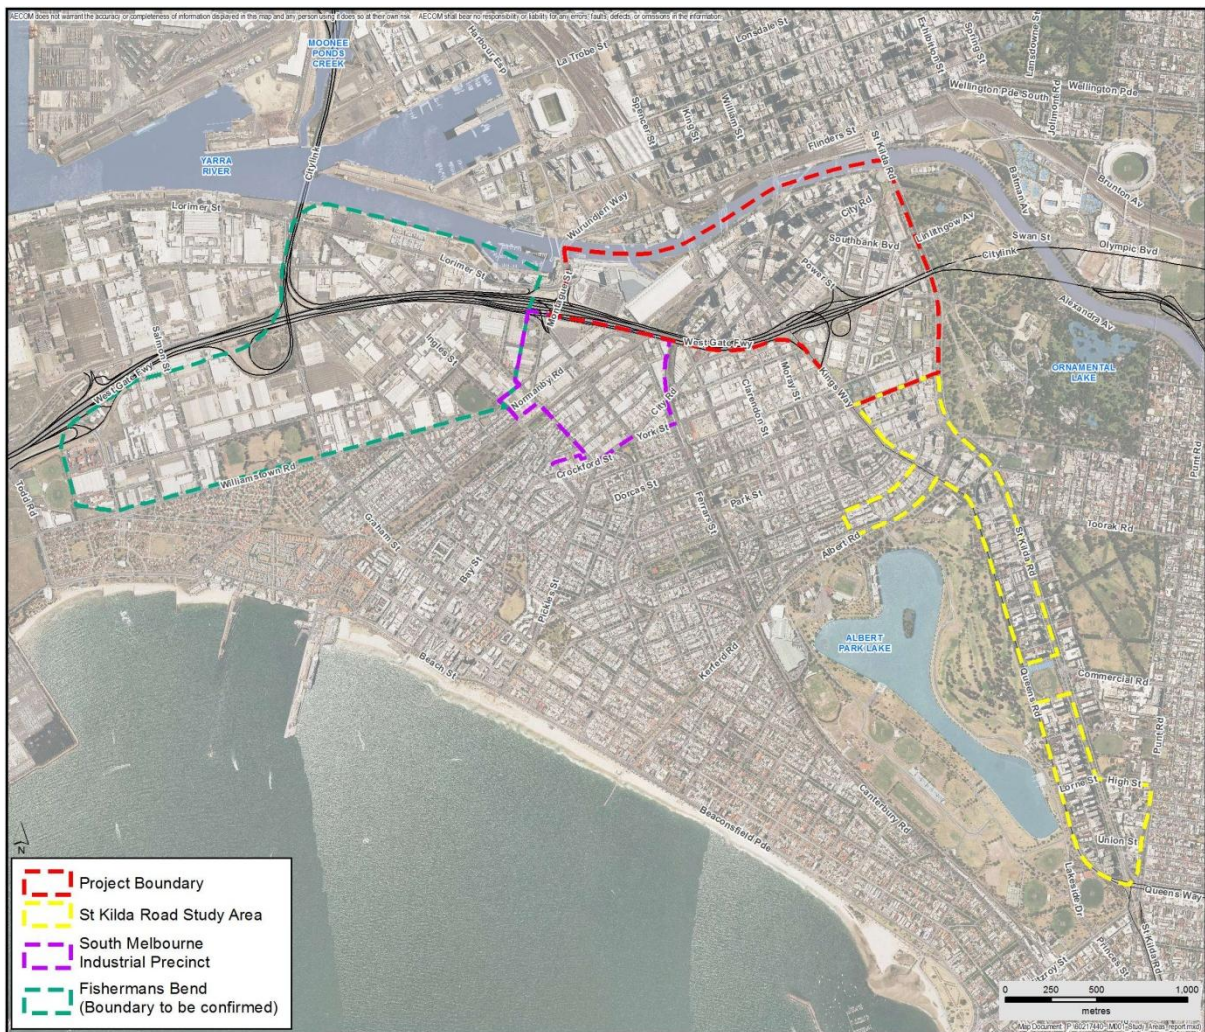 AECOM does not warrant the accuracy or completeness of information displayed in this map and any person using it does so at their own risk. AECOM shall bear no responsibility or liability for any errors, faults, defects, or omissions in the information
MOONEE
PONDS
CREEK
Harbour Esp
La Trobe St
Lonsdale St
Exhibition St
Spring St
Lansdowne St
Wellington Pde South
Wellington Pde
Jolimont Rd
Spencer St
King St
William St
Flinders St
St Kilda Rd
Citylink
YARRA
RIVER
Lorimer St
Wurundjeri Way
Batman Av
Brunton Av
City Rd
Linlithgow Av
Southbank Blvd
Swan St
Olympic Blvd
Citylink
Lorimer St
Montague St
Power St
Alexandra Av
Salmon St
West Gate Fwy
Ingles St
Normanby Rd
West Gate Fwy
City Rd
Clarendon St
Moray St
Kings Way
ORNAMENTAL
LAKE
Punt Rd
York St
Crockford St
Williamstown Rd
Todd Rd
Dorcas St
Park St
Ferrars St
Graham St
Bay St
Pickles St
Albert Rd
Toorak Rd
St Kilda Rd
ALBERT
PARK LAKE
Kerferd Rd
Beach St
Commercial Rd
Queens Rd
Punt Rd
Canterbury Rd
Lorne St
High St
Beaconsfield Pde
Union St
Lakeside Dr
Queens Way
St Kilda Rd
Princes St
Fitzroy St
N
Project Boundary
St Kilda Road Study Area
South Melbourne
Industrial Precinct
Fishermans Bend
(Boundary to be confirmed)
0 250 500 1,000
metres